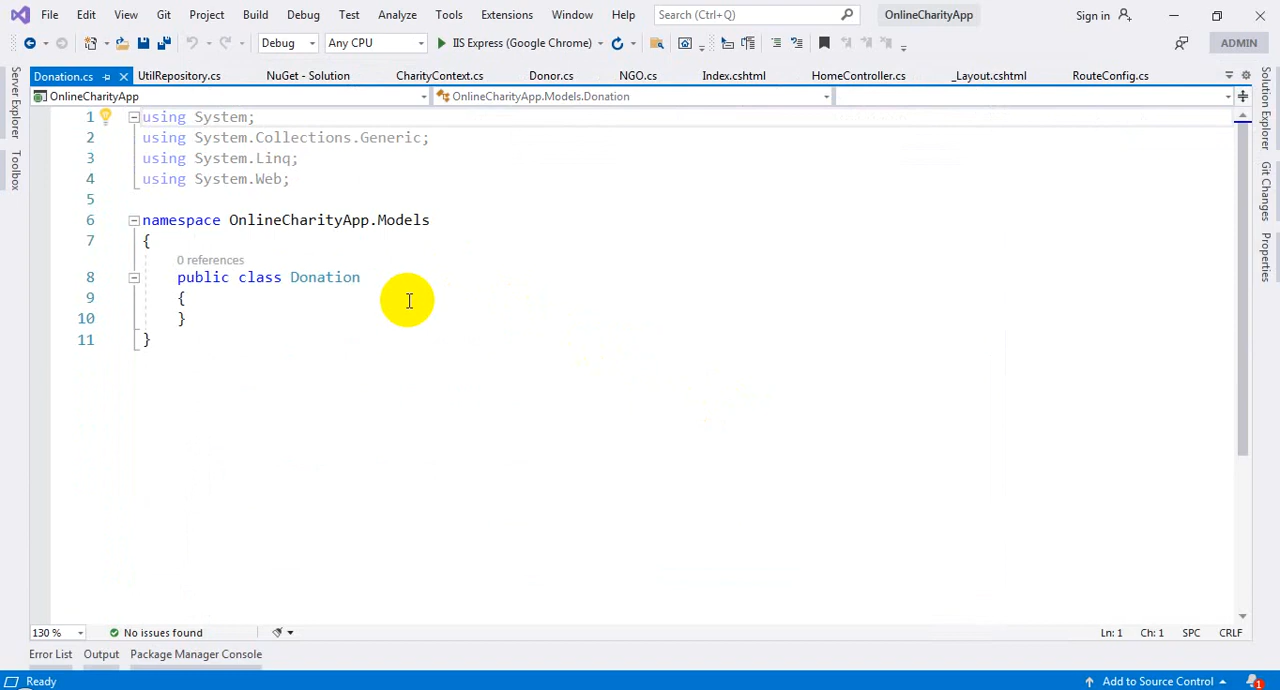 File Edit View Git Project Build Debug Test Analyze Tools Extensions Window Help Search (Ctrl+Q) OnlineCharityApp Sign in
Debug Any CPU IIS Express (Google Chrome) ADMIN
Donation.cs UtilRepository.cs NuGet - Solution CharityContext.cs Donor.cs NGO.cs Index.cshtml HomeController.cs _Layout.cshtml RouteConfig.cs
OnlineCharityApp OnlineCharityApp.Models.Donation
Server Explorer
Toolbox
1 using System;
2 using System.Collections.Generic;
3 using System.Linq;
4 using System.Web;
5
6 namespace OnlineCharityApp.Models
7 {
0 references
8 public class Donation
9 {
10 }
11 }
Solution Explorer
Git Changes
Properties
130 % No issues found Ln: 1 Ch: 1 SPC CRLF
Error List Output Package Manager Console
Ready Add to Source Control 1